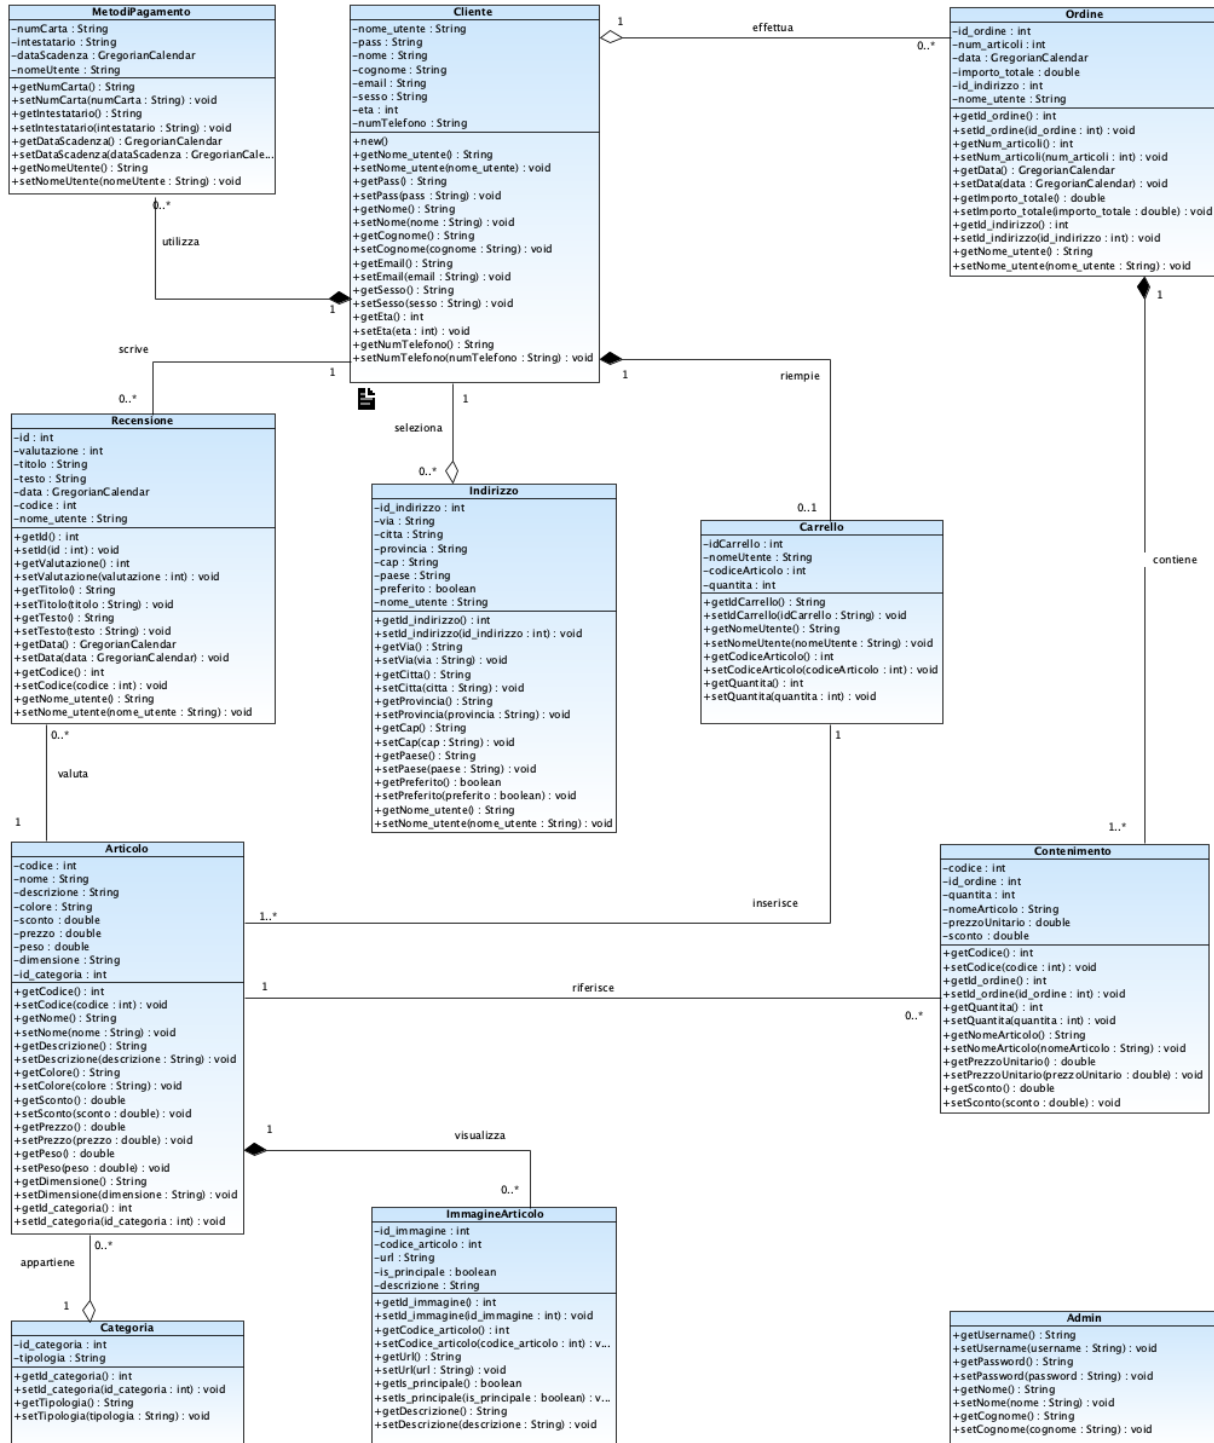 MetodiPagamento
-numCarta : String
-intestatario : String
-dataScadenza : GregorianCalendar
-nomeUtente : String
+getNumCarta() : String
+setNumCarta(numCarta : String) : void
+getIntestatario() : String
+setIntestatario(intestatario : String) : void
+getDataScadenza() : GregorianCalendar
+setDataScadenza(dataScadenza : GregorianCale...
+getNomeUtente() : String
+setNomeUtente(nomeUtente : String) : void
0..*
utilizza
1
Cliente
-nome_utente : String
-pass : String
-nome : String
-cognome : String
-email : String
-sesso : String
-eta : int
-numTelefono : String
+new()
+getNome_utente() : String
+setNome_utente(nome_utente) : void
+getPass() : String
+setPass(pass : String) : void
+getNome() : String
+setNome(nome : String) : void
+getCognome() : String
+setCognome(cognome : String) : void
+getEmail() : String
+setEmail(email : String) : void
+getSesso() : String
+setSesso(sesso : String) : void
+getEta() : int
+setEta(eta : int) : void
+getNumTelefono() : String
+setNumTelefono(numTelefono : String) : void
1
effettua
0..*
Ordine
-id_ordine : int
-num_articoli : int
-data : GregorianCalendar
-importo_totale : double
-id_indirizzo : int
-nome_utente : String
+getId_ordine() : int
+setId_ordine(id_ordine : int) : void
+getNum_articoli() : int
+setNum_articoli(num_articoli : int) : void
+getData() : GregorianCalendar
+setData(data : GregorianCalendar) : void
+getImporto_totale() : double
+setImporto_totale(importo_totale : double) : void
+getId_indirizzo() : int
+setId_indirizzo(id_indirizzo : int) : void
+getNome_utente() : String
+setNome_utente(nome_utente : String) : void
1
contiene
1..*
scrive
1
0..*
seleziona
1
0..*
1
riempie
0..1
Recensione
-id : int
-valutazione : int
-titolo : String
-testo : String
-data : GregorianCalendar
-codice : int
-nome_utente : String
+getId() : int
+setId(id : int) : void
+getValutazione() : int
+setValutazione(valutazione : int) : void
+getTitolo() : String
+setTitolo(titolo : String) : void
+getTesto() : String
+setTesto(testo : String) : void
+getData() : GregorianCalendar
+setData(data : GregorianCalendar) : void
+getCodice() : int
+setCodice(codice : int) : void
+getNome_utente() : String
+setNome_utente(nome_utente : String) : void
0..*
valuta
1
Indirizzo
-id_indirizzo : int
-via : String
-citta : String
-provincia : String
-cap : String
-paese : String
-preferito : boolean
-nome_utente : String
+getId_indirizzo() : int
+setId_indirizzo(id_indirizzo : int) : void
+getVia() : String
+setVia(via : String) : void
+getCitta() : String
+setCitta(citta : String) : void
+getProvincia() : String
+setProvincia(provincia : String) : void
+getCap() : String
+setCap(cap : String) : void
+getPaese() : String
+setPaese(paese : String) : void
+getPreferito() : boolean
+setPreferito(preferito : boolean) : void
+getNome_utente() : String
+setNome_utente(nome_utente : String) : void
Carrello
-idCarrello : int
-nomeUtente : String
-codiceArticolo : int
-quantita : int
+getIdCarrello() : String
+setIdCarrello(idCarrello : String) : void
+getNomeUtente() : String
+setNomeUtente(nomeUtente : String) : void
+getCodiceArticolo() : int
+setCodiceArticolo(codiceArticolo : int) : void
+getQuantita() : int
+setQuantita(quantita : int) : void
1
inserisce
1..*
Articolo
-codice : int
-nome : String
-descrizione : String
-colore : String
-sconto : double
-prezzo : double
-peso : double
-dimensione : String
-id_categoria : int
+getCodice() : int
+setCodice(codice : int) : void
+getNome() : String
+setNome(nome : String) : void
+getDescrizione() : String
+setDescrizione(descrizione : String) : void
+getColore() : String
+setColore(colore : String) : void
+getSconto() : double
+setSconto(sconto : double) : void
+getPrezzo() : double
+setPrezzo(prezzo : double) : void
+getPeso() : double
+setPeso(peso : double) : void
+getDimensione() : String
+setDimensione(dimensione : String) : void
+getId_categoria() : int
+setId_categoria(id_categoria : int) : void
1
riferisce
0..*
Contenimento
-codice : int
-id_ordine : int
-quantita : int
-nomeArticolo : String
-prezzoUnitario : double
-sconto : double
+getCodice() : int
+setCodice(codice : int) : void
+getId_ordine() : int
+setId_ordine(id_ordine : int) : void
+getQuantita() : int
+setQuantita(quantita : int) : void
+getNomeArticolo() : String
+setNomeArticolo(nomeArticolo : String) : void
+getPrezzoUnitario() : double
+setPrezzoUnitario(prezzoUnitario : double) : void
+getSconto() : double
+setSconto(sconto : double) : void
1
visualizza
0..*
0..*
appartiene
1
Categoria
-id_categoria : int
-tipologia : String
+getId_categoria() : int
+setId_categoria(id_categoria : int) : void
+getTipologia() : String
+setTipologia(tipologia : String) : void
ImmagineArticolo
-id_immagine : int
-codice_articolo : int
-url : String
-is_principale : boolean
-descrizione : String
+getId_immagine() : int
+setId_immagine(id_immagine : int) : void
+getCodice_articolo() : int
+setCodice_articolo(codice_articolo : int) : v...
+getUrl() : String
+setUrl(url : String) : void
+getIs_principale() : boolean
+setIs_principale(is_principale : boolean) : v...
+getDescrizione() : String
+setDescrizione(descrizione : String) : void
Admin
+getUsername() : String
+setUsername(username : String) : void
+getPassword() : String
+setPassword(password : String) : void
+getNome() : String
+setNome(nome : String) : void
+getCognome() : String
+setCognome(cognome : String) : void